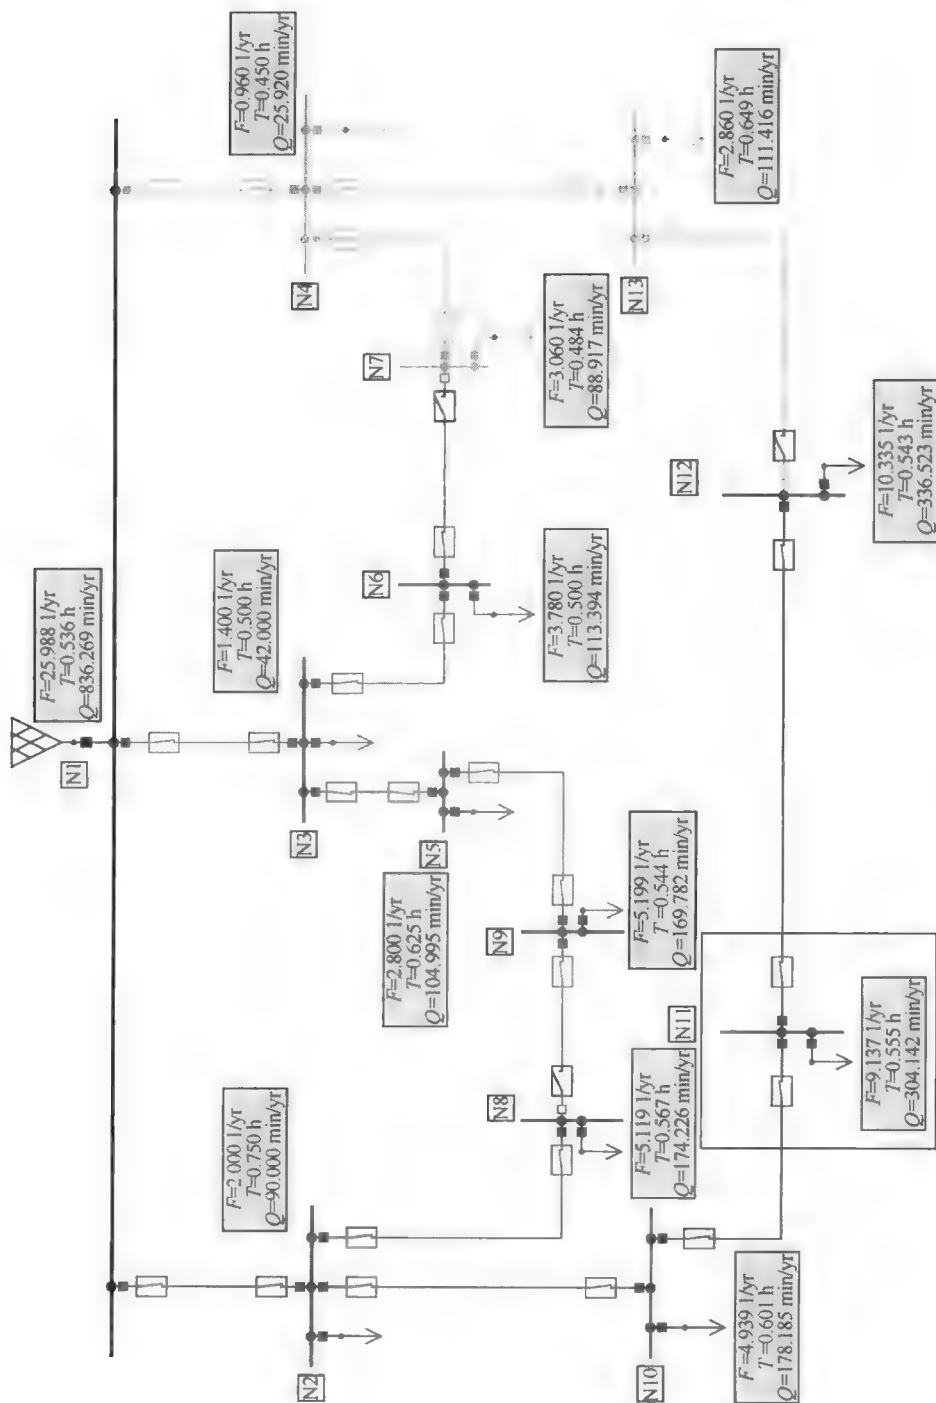 F=0.960 1/yr
T=0.450 h
Q=25.920 min/yr
F=2.860 1/yr
T=0.649 h
Q=111.416 min/yr
N4
N13
N7
F=3.060 1/yr
T=0.484 h
Q=88.917 min/yr
N12
F=10.335 1/yr
T=0.543 h
Q=336.523 min/yr
F=25.988 1/yr
T=0.536 h
Q=836.269 min/yr
N1
F=1.400 1/yr
T=0.500 h
Q=42.000 min/yr
N6
F=3.780 1/yr
T=0.500 h
Q=113.394 min/yr
N3
N5
F=2.800 1/yr
T=0.625 h
Q=104.995 min/yr
N9
F=5.199 1/yr
T=0.544 h
Q=169.782 min/yr
N11
F=9.137 1/yr
T=0.555 h
Q=304.142 min/yr
N8
F=5.119 1/yr
T=0.567 h
Q=174.226 min/yr
F=2 000 1/yr
T=0.750 h
Q=90.000 min/yr
N2
N10
F=4.939 1/yr
T=0.601 h
Q=178.185 min/yr